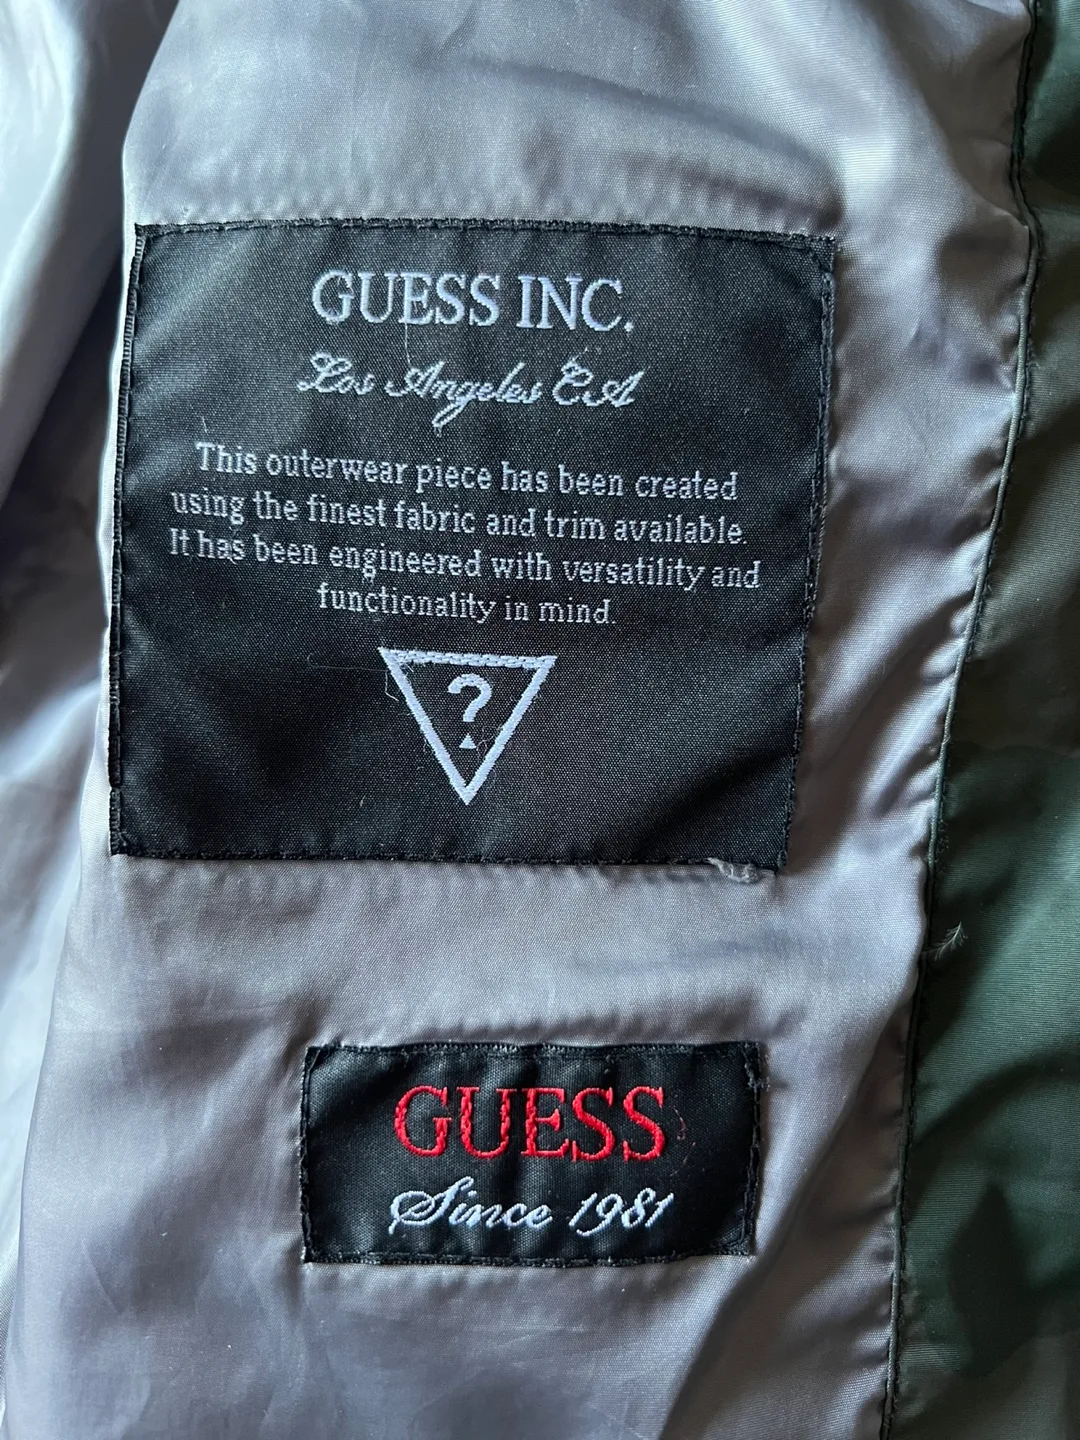 GUESS INC.
Los Angeles CA
This outerwear piece has been created
using the finest fabric and trim available.
It has been engineered with versatility and
functionality in mind.
?
GUESS
Since 1981